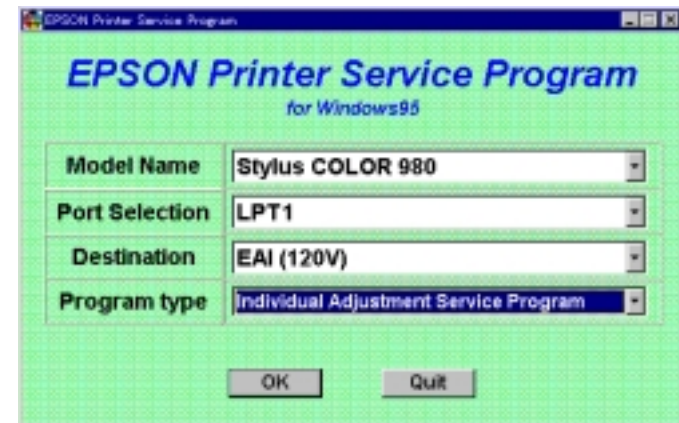 EPSON Printer Service Program
EPSON Printer Service Program
for Windows95
Model Name Stylus COLOR 980
Port Selection LPT1
Destination EAI (120V)
Program type Individual Adjustment Service Program
OK Quit